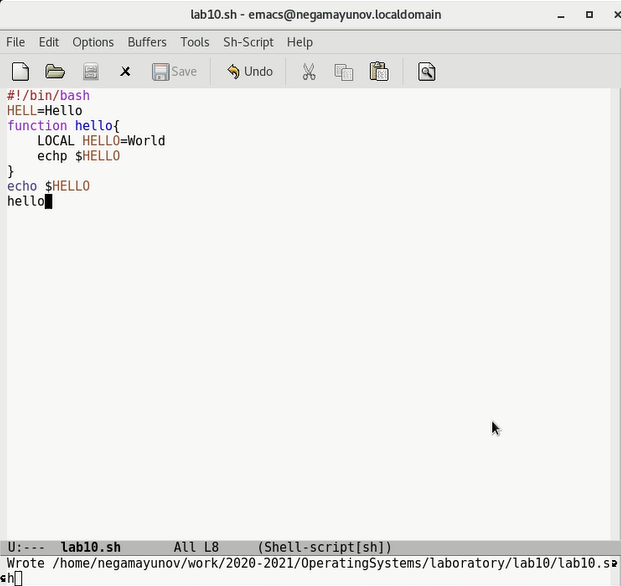 lab10.sh - emacs@negamayunov.localdomain
File Edit Options Buffers Tools Sh-Script Help
Save Undo
#!/bin/bash
HELL=Hello
function hello{
    LOCAL HELLO=World
    echp $HELLO
}
echo $HELLO
hello
U:--- lab10.sh All L8 (Shell-script[sh])
Wrote /home/negamayunov/work/2020-2021/OperatingSystems/laboratory/lab10/lab10.s
h